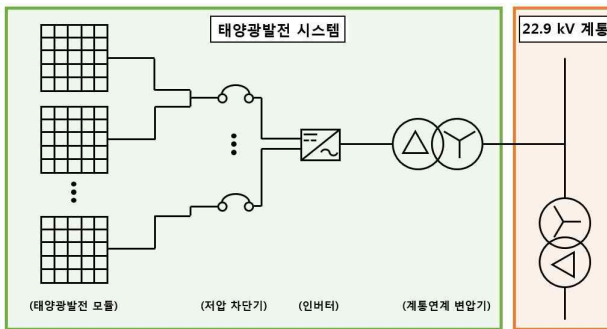 태양광발전 시스템
22.9 kV 계통
(태양광발전 모듈)
(저압 차단기)
(인버터)
(계통연계 변압기)